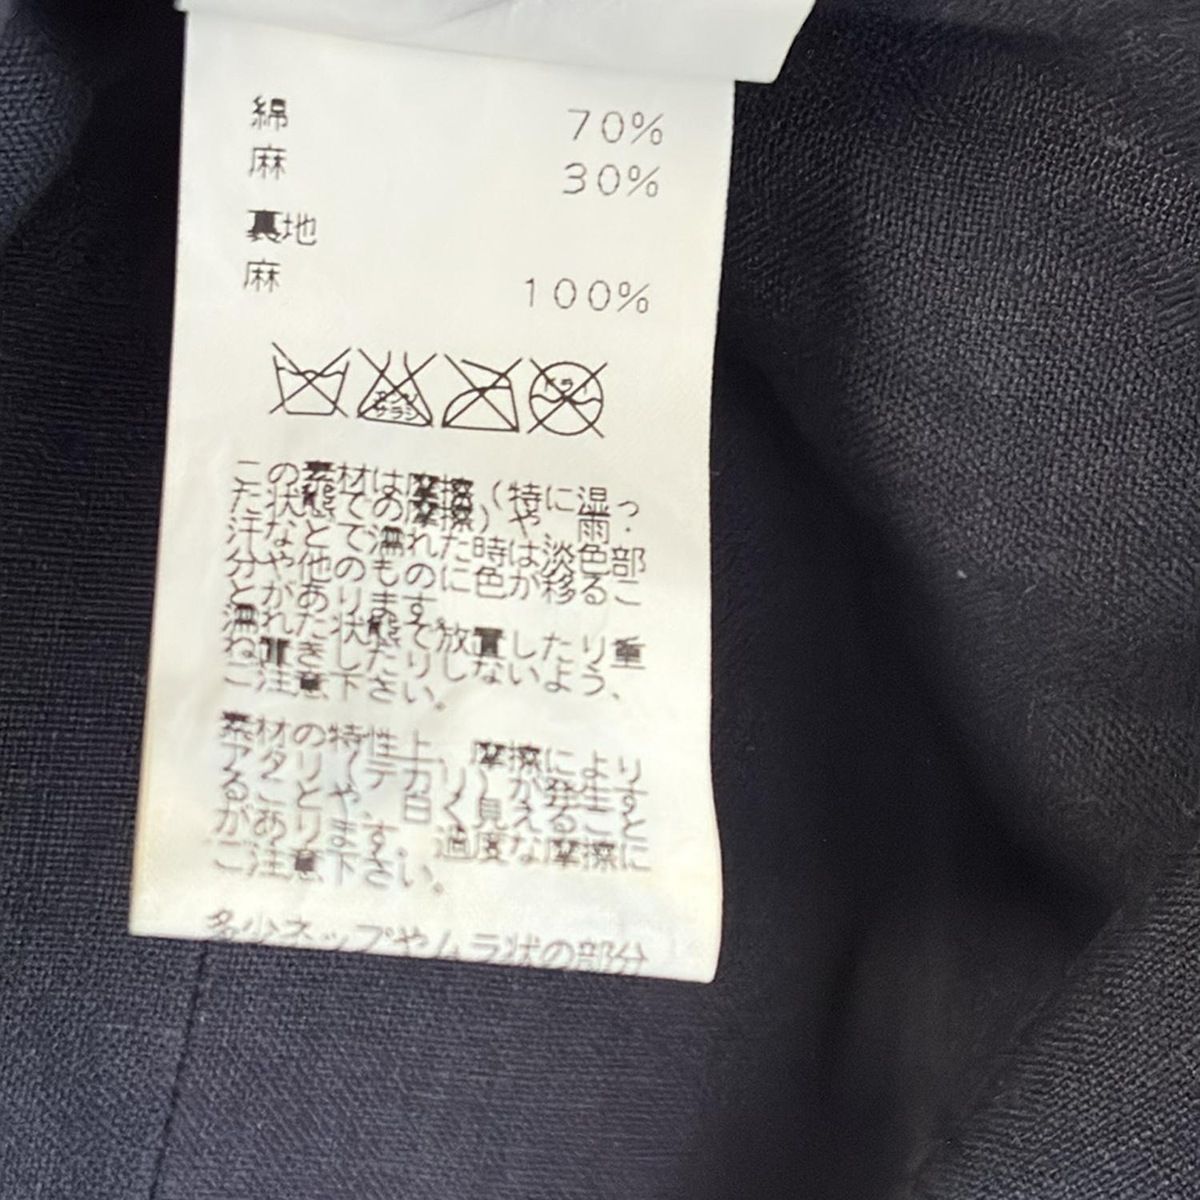 綿 70%
麻 30%
裏地
麻 100%
エンソ
サラシ
ドライ
この素材は摩擦(特に湿っ
た状態での摩擦)や、雨・
汗などで濡れた時は淡色部
分や他のものに色が移るこ
とがあります。
濡れた状態で放置したり重
ね置きしたりしないよう、
ご注意下さい。
素材の特性上、摩擦により
アタリ(テカリ)が発生す
ることや、白く見えること
があります。過度な摩擦に
ご注意下さい。
多少ネップやムラ状の部分